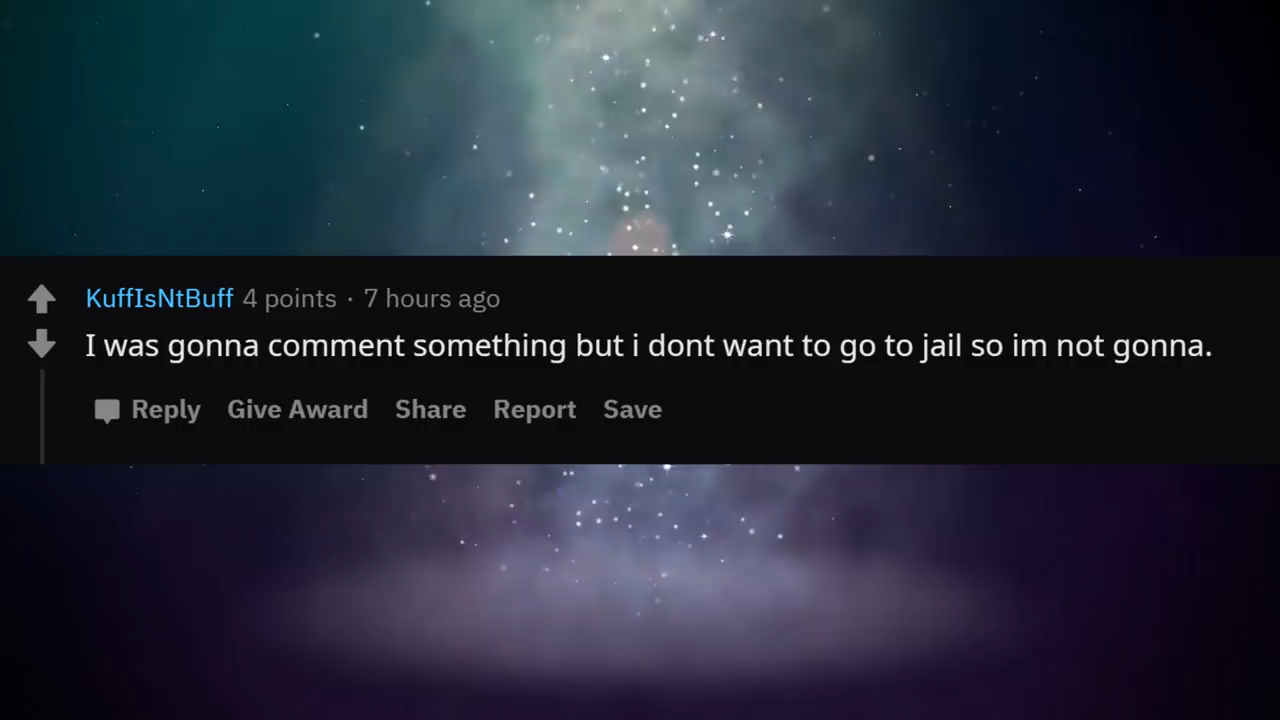 KuffIsNtBuff 4 points · 7 hours ago
I was gonna comment something but i dont want to go to jail so im not gonna.
Reply Give Award Share Report Save